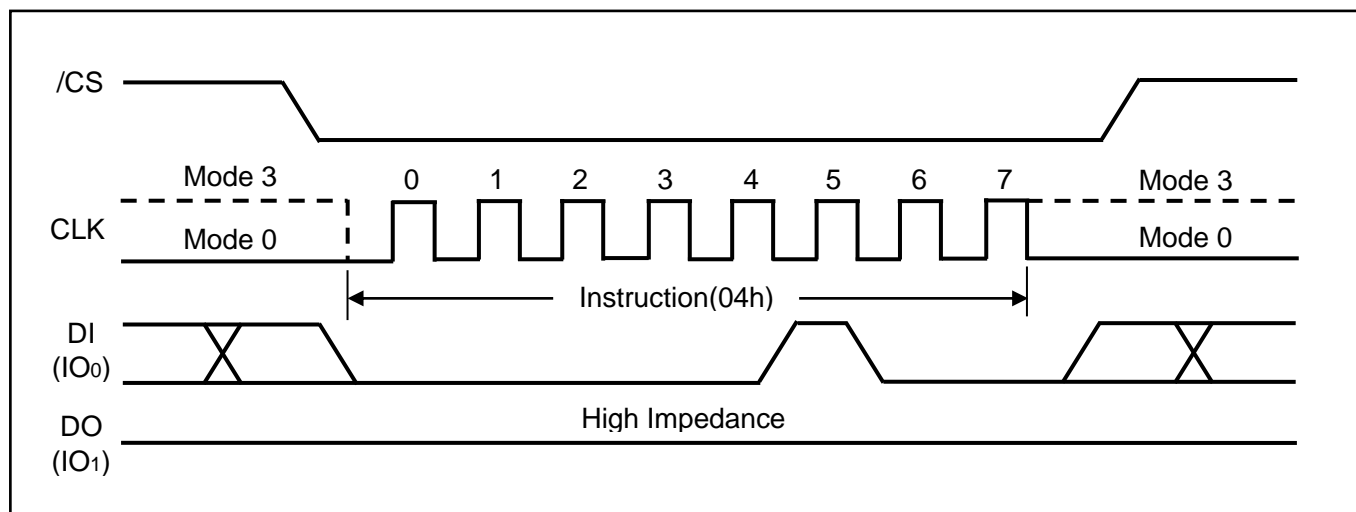 /CS
Mode 3 0 1 2 3 4 5 6 7 Mode 3
CLK
Mode 0 Mode 0
Instruction(04h)
DI
(IO0)
High Impedance
DO
(IO1)